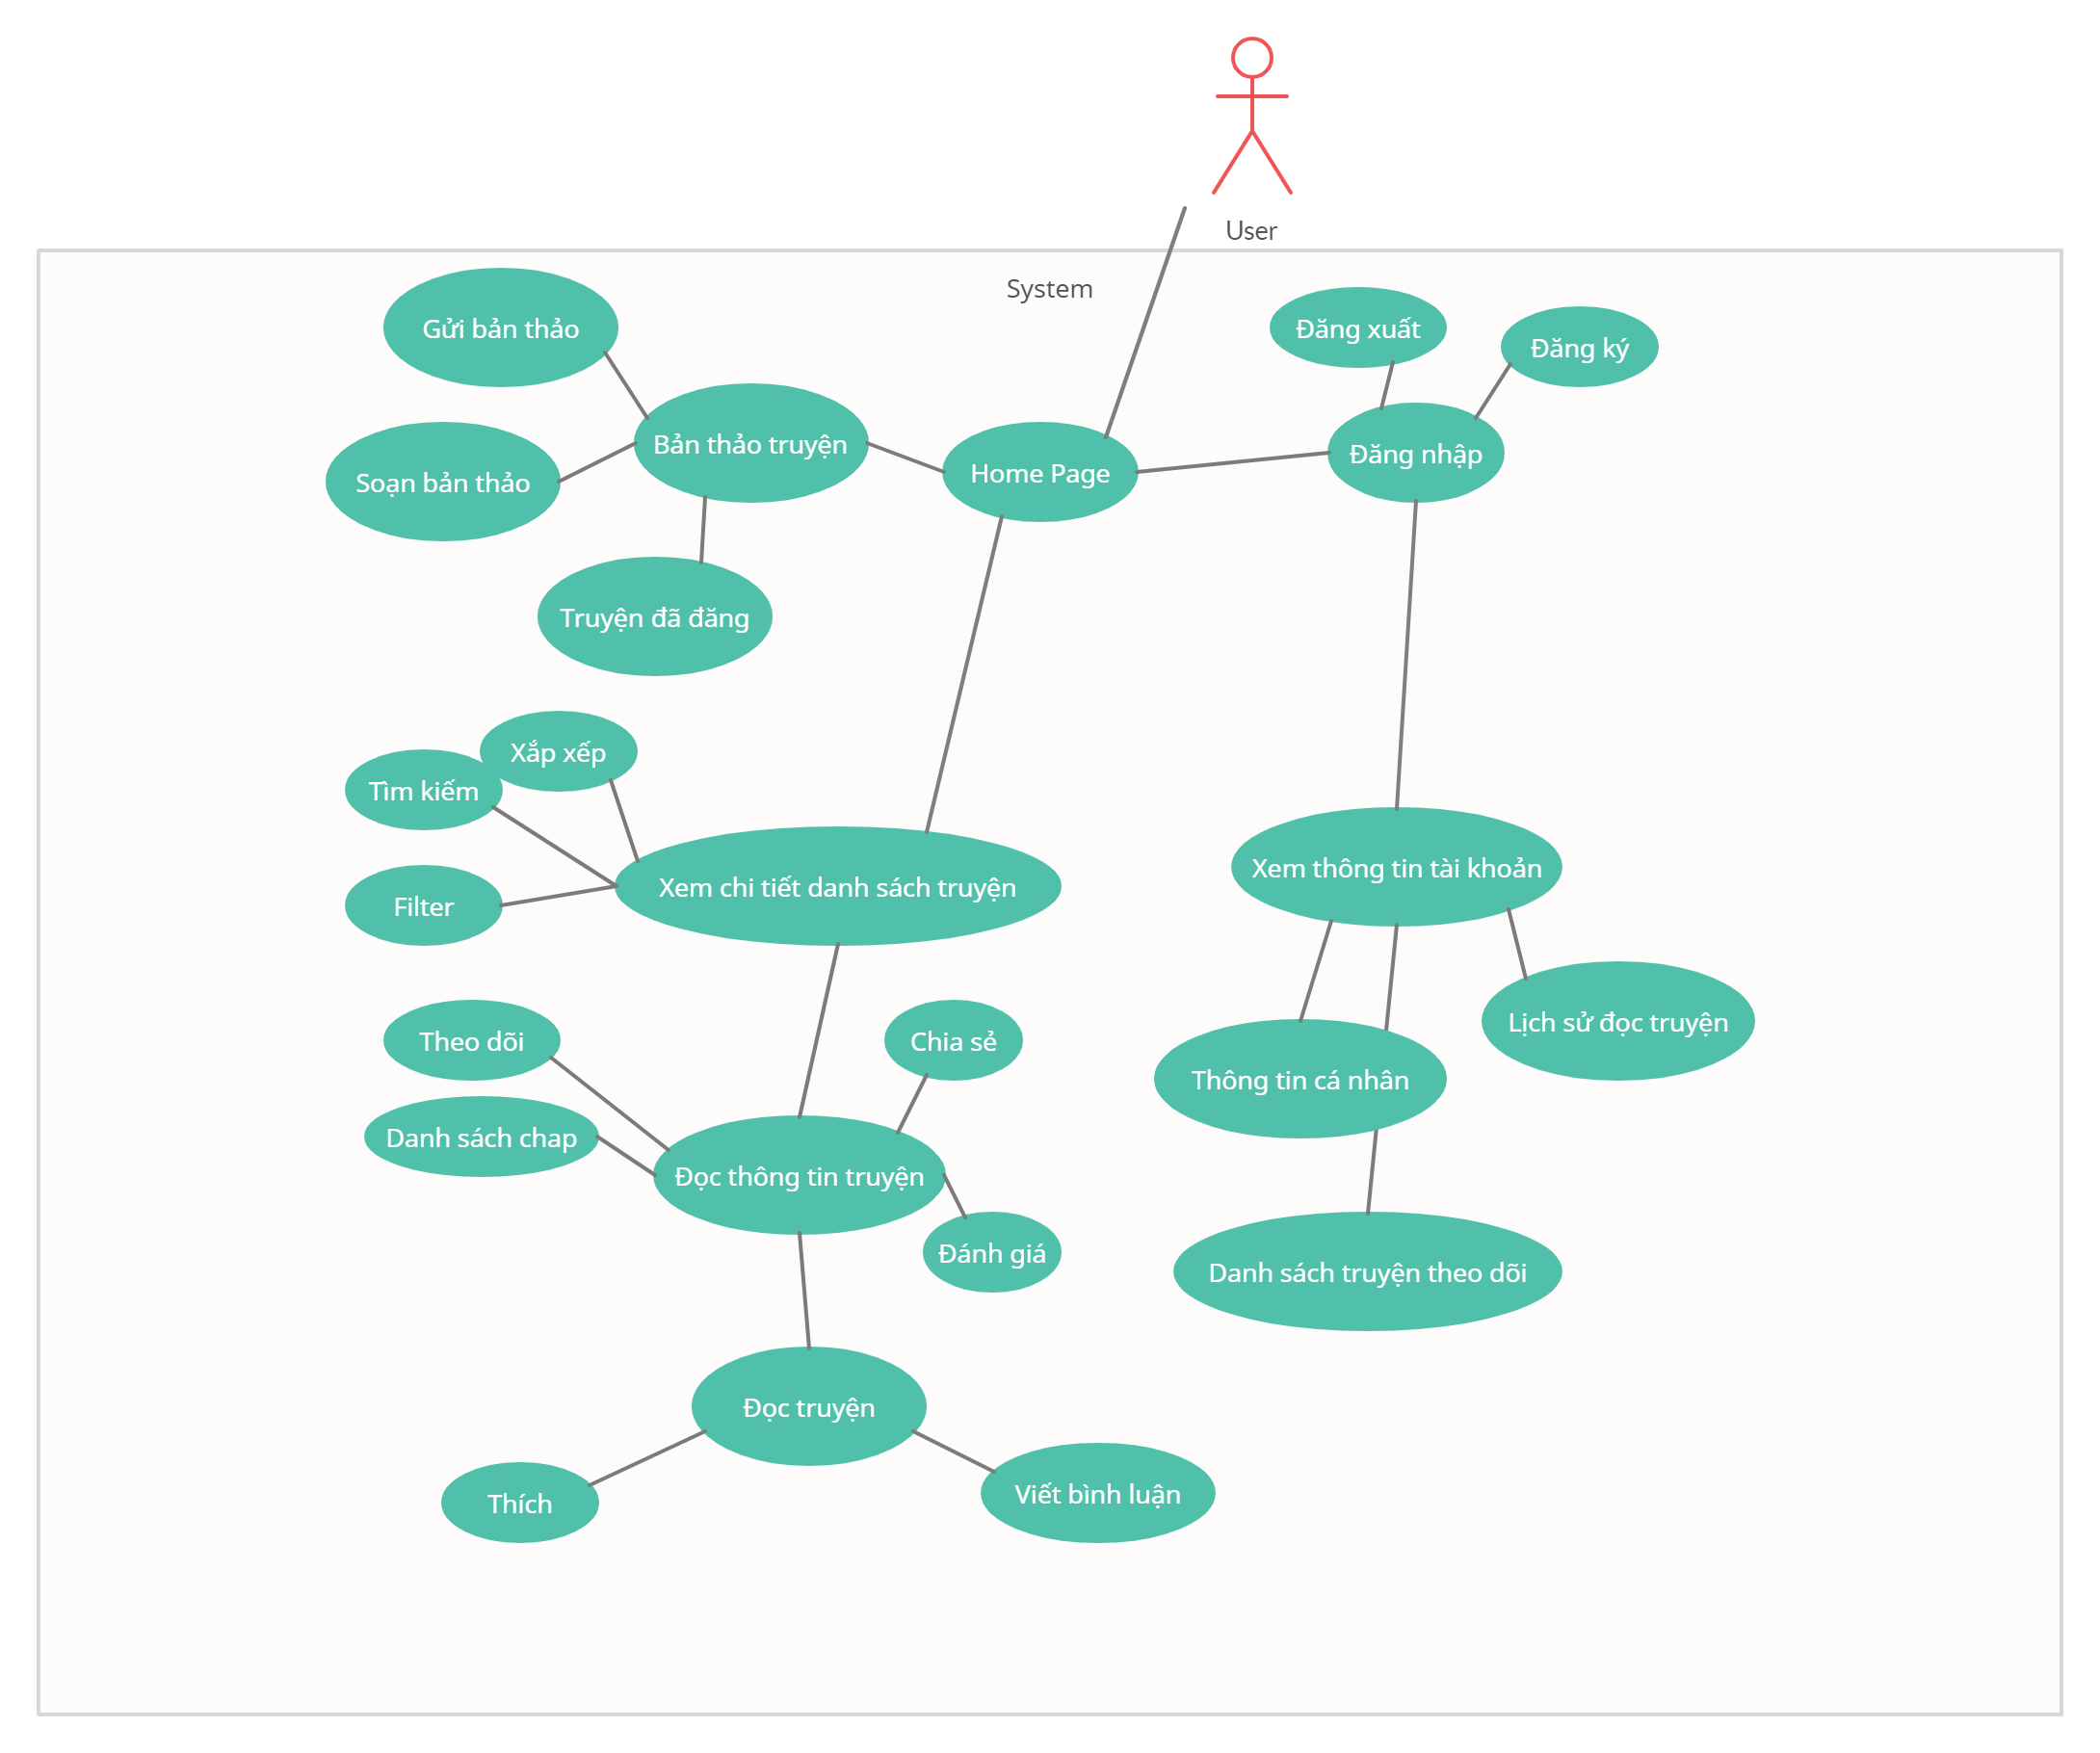 User
System
Gửi bản thảo
Đăng xuất
Đăng ký
Bản thảo truyện
Đăng nhập
Home Page
Soạn bản thảo
Truyện đã đăng
Xắp xếp
Tìm kiếm
Xem thông tin tài khoản
Xem chi tiết danh sách truyện
Filter
Lịch sử đọc truyện
Theo dõi
Chia sẻ
Thông tin cá nhân
Danh sách chap
Đọc thông tin truyện
Đánh giá
Danh sách truyện theo dõi
Đọc truyện
Viết bình luận
Thích